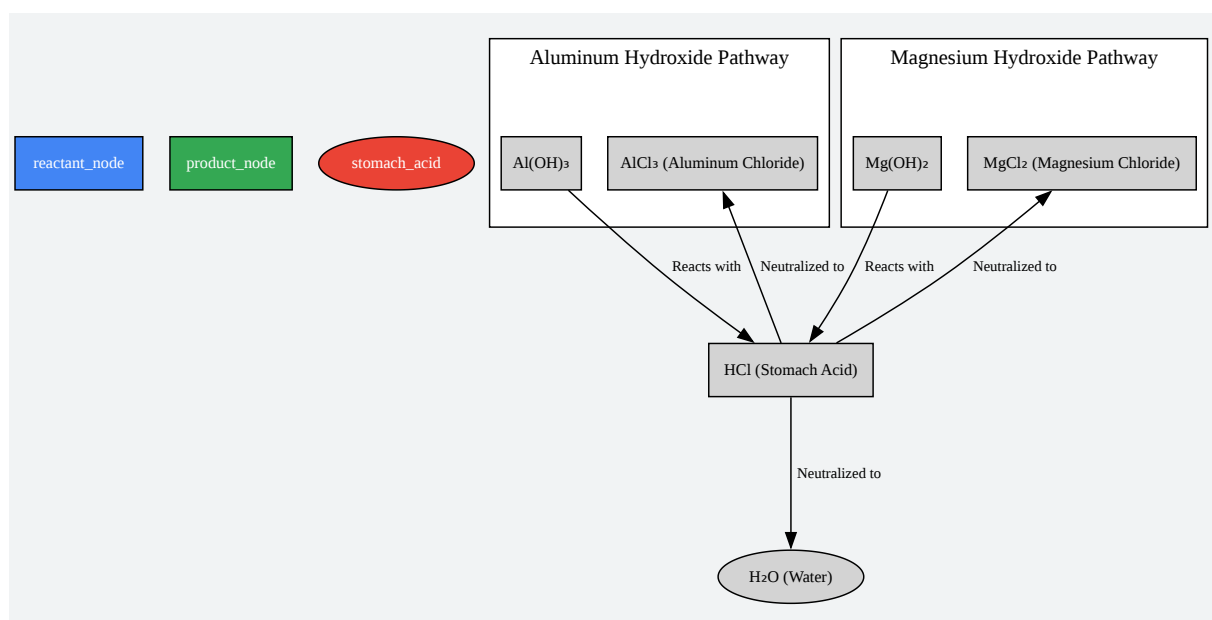 Aluminum Hydroxide Pathway
Magnesium Hydroxide Pathway
reactant_node
product_node
stomach_acid
Al(OH)₃
AlCl₃ (Aluminum Chloride)
Mg(OH)₂
MgCl₂ (Magnesium Chloride)
Reacts with
Neutralized to
Reacts with
Neutralized to
HCl (Stomach Acid)
Neutralized to
H₂O (Water)